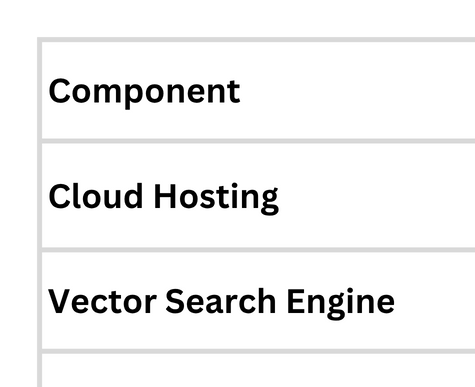 Component
Cloud Hosting
Vector Search Engine